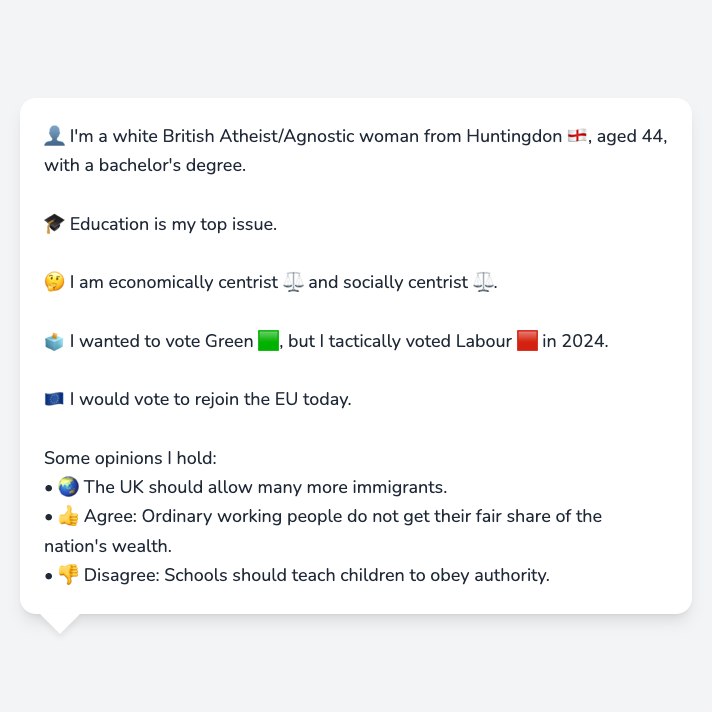 👤 I'm a white British Atheist/Agnostic woman from Huntingdon 🏴󠁧󠁢󠁥󠁮󠁧󠁿, aged 44,
with a bachelor's degree.
🎓 Education is my top issue.
🤔 I am economically centrist ⚖️ and socially centrist ⚖️.
🗳️ I wanted to vote Green 🟩, but I tactically voted Labour 🟥 in 2024.
🇪🇺 I would vote to rejoin the EU today.
Some opinions I hold:
• 🌏 The UK should allow many more immigrants.
• 👍 Agree: Ordinary working people do not get their fair share of the
nation's wealth.
• 👎 Disagree: Schools should teach children to obey authority.